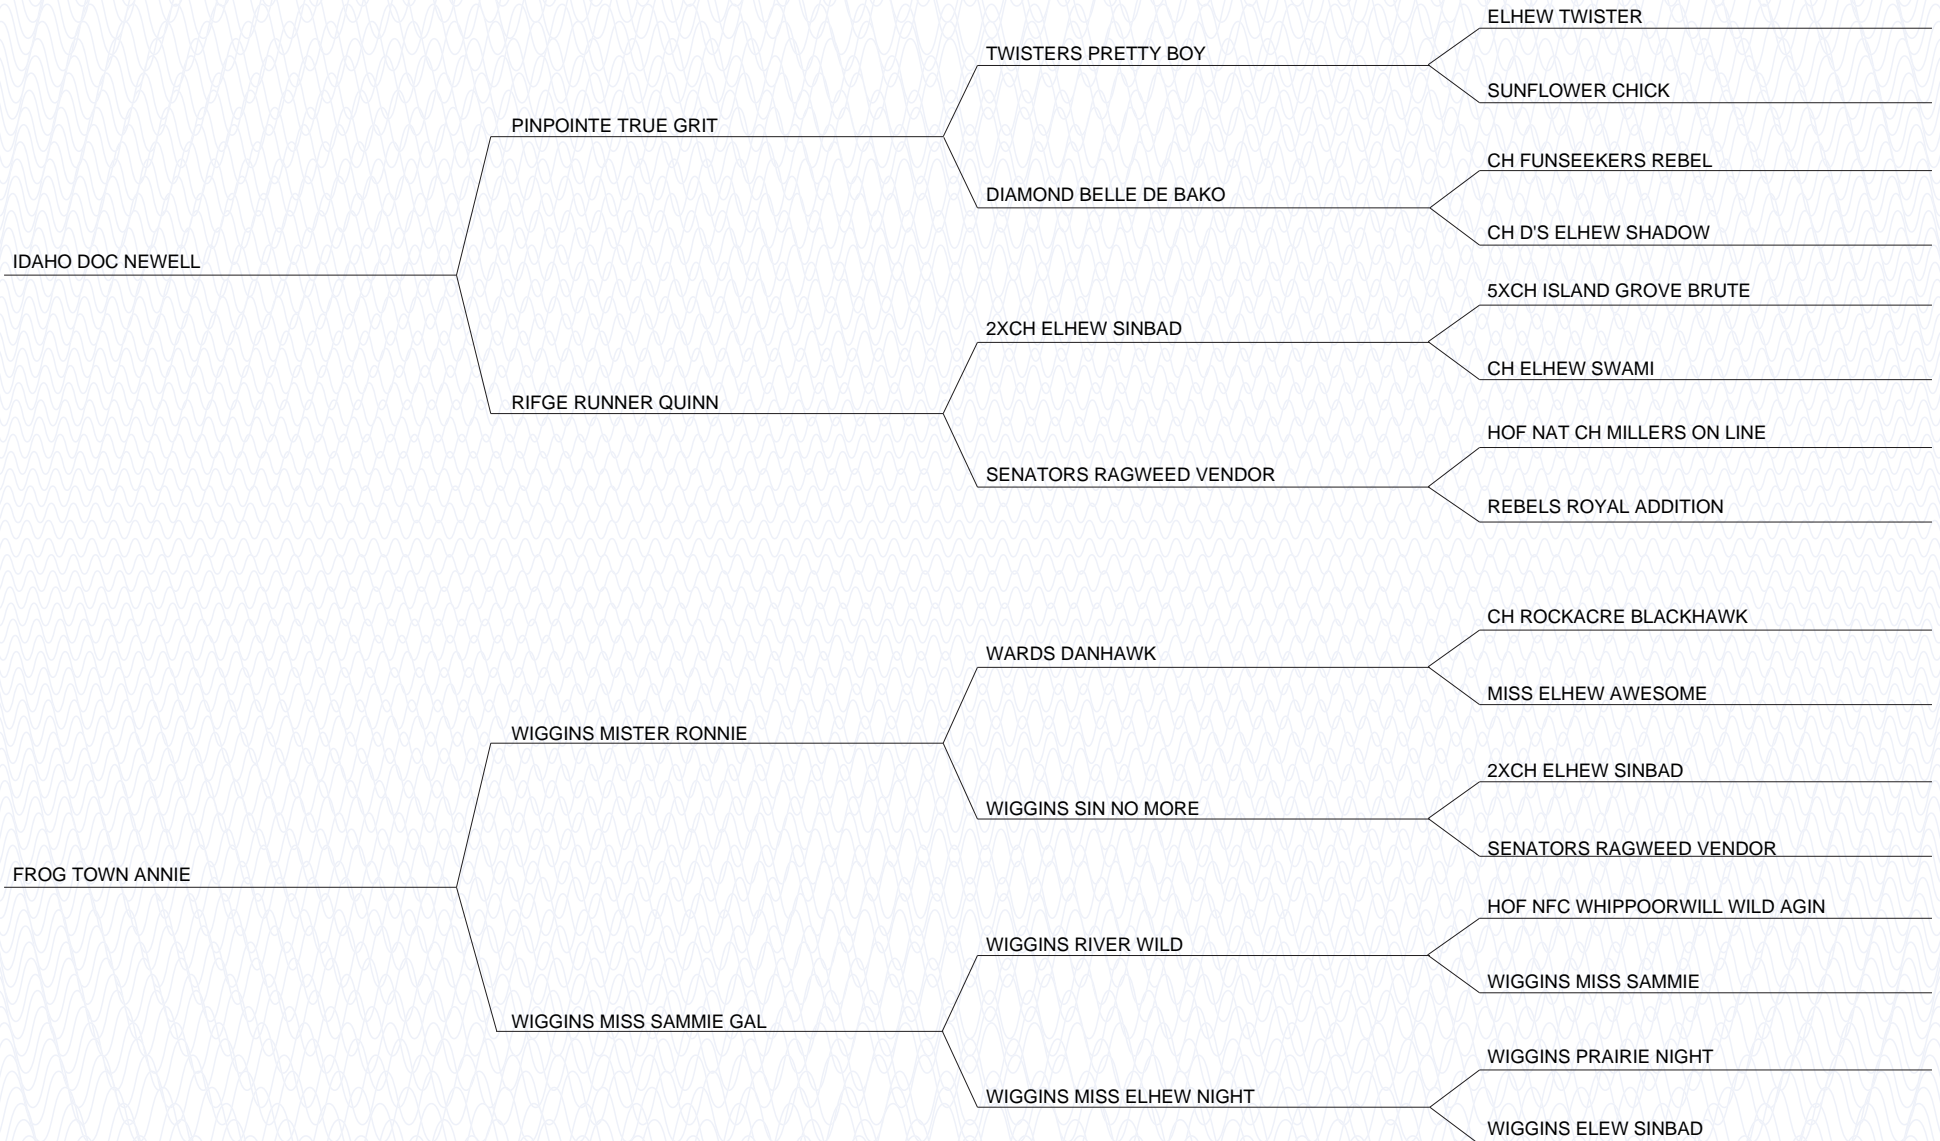 ELHEW TWISTER
TWISTERS PRETTY BOY
SUNFLOWER CHICK
PINPOINTE TRUE GRIT
CH FUNSEEKERS REBEL
DIAMOND BELLE DE BAKO
CH D'S ELHEW SHADOW
IDAHO DOC NEWELL
5XCH ISLAND GROVE BRUTE
2XCH ELHEW SINBAD
CH ELHEW SWAMI
RIFGE RUNNER QUINN
HOF NAT CH MILLERS ON LINE
SENATORS RAGWEED VENDOR
REBELS ROYAL ADDITION
CH ROCKACRE BLACKHAWK
WARDS DANHAWK
MISS ELHEW AWESOME
WIGGINS MISTER RONNIE
2XCH ELHEW SINBAD
WIGGINS SIN NO MORE
SENATORS RAGWEED VENDOR
FROG TOWN ANNIE
HOF NFC WHIPPOORWILL WILD AGIN
WIGGINS RIVER WILD
WIGGINS MISS SAMMIE
WIGGINS MISS SAMMIE GAL
WIGGINS PRAIRIE NIGHT
WIGGINS MISS ELHEW NIGHT
WIGGINS ELEW SINBAD